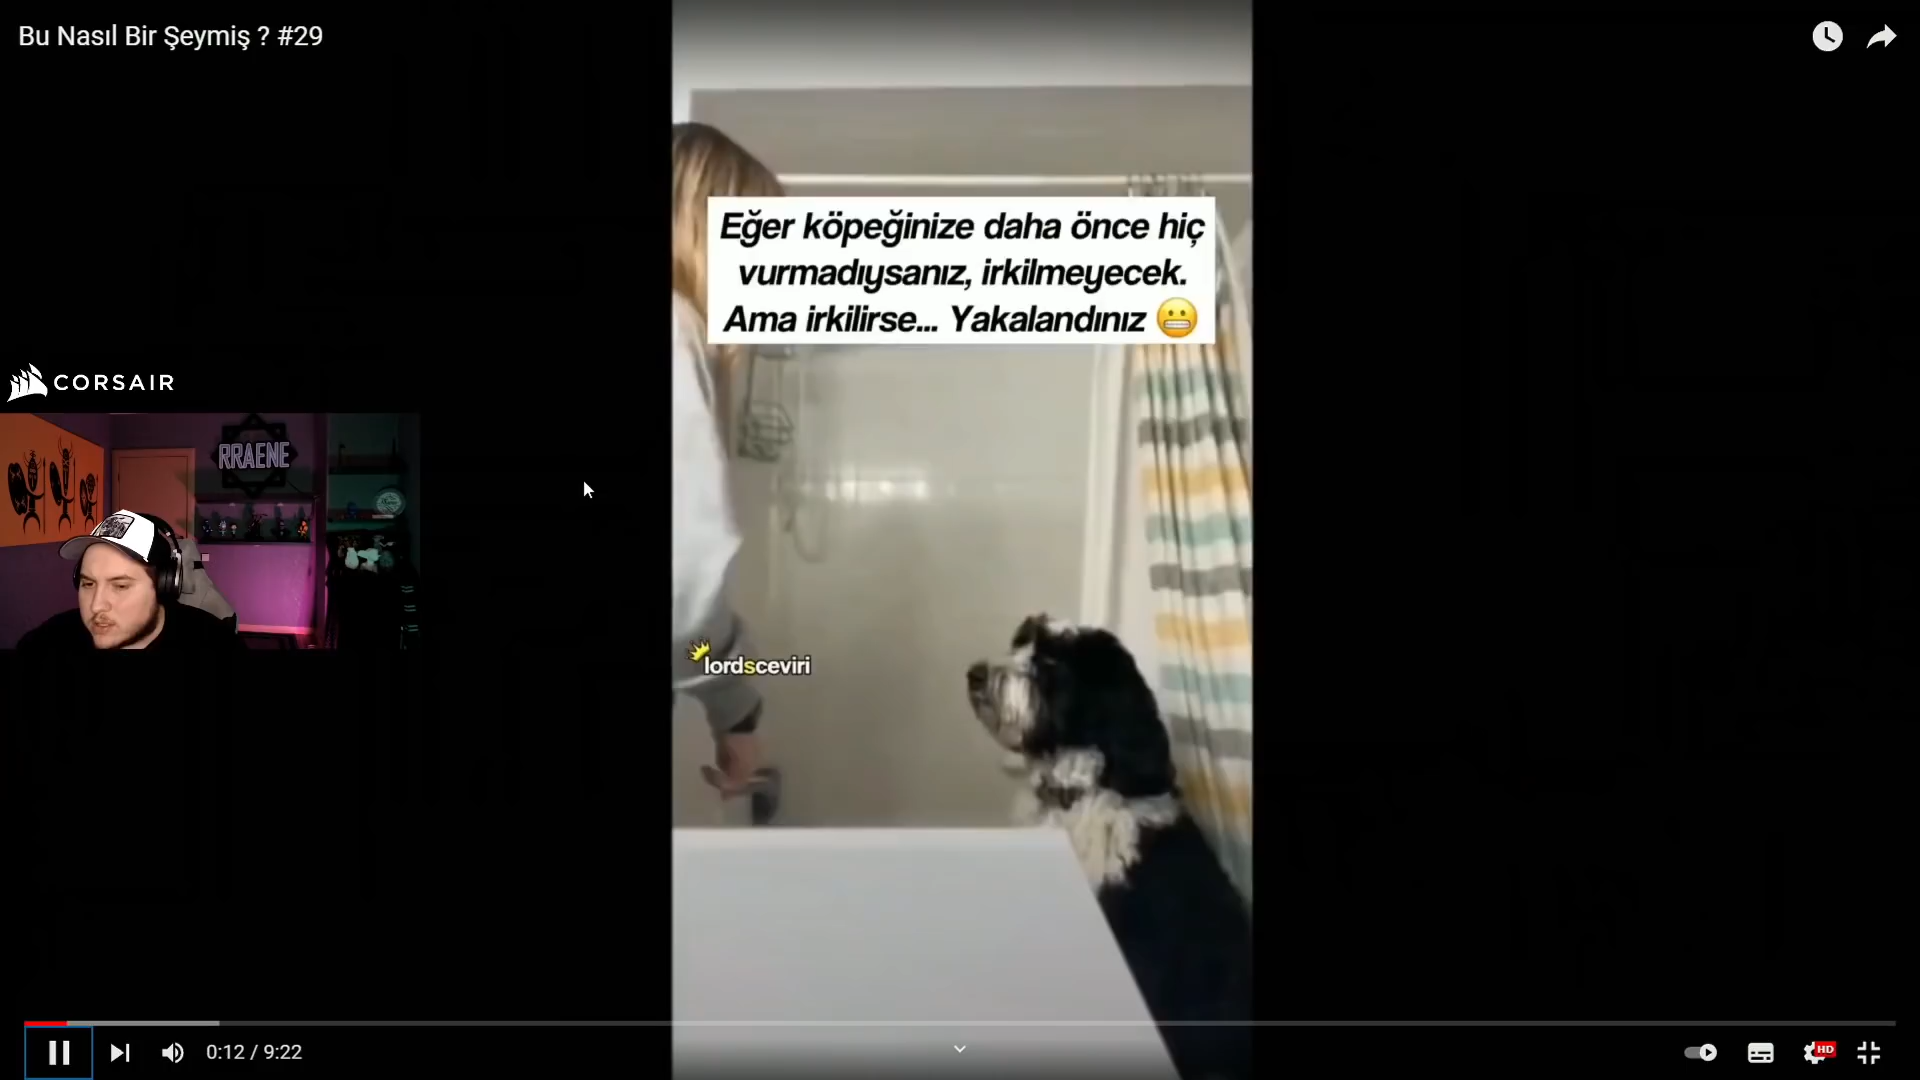 Bu Nasıl Bir Şeymiş ? #29
Eğer köpeğinize daha önce hiç
vurmadıysanız, irkilmeyecek.
Ama irkilirse... Yakalandınız 😬
CORSAIR
RRAENE
lordsceviri
0:12 / 9:22
HD